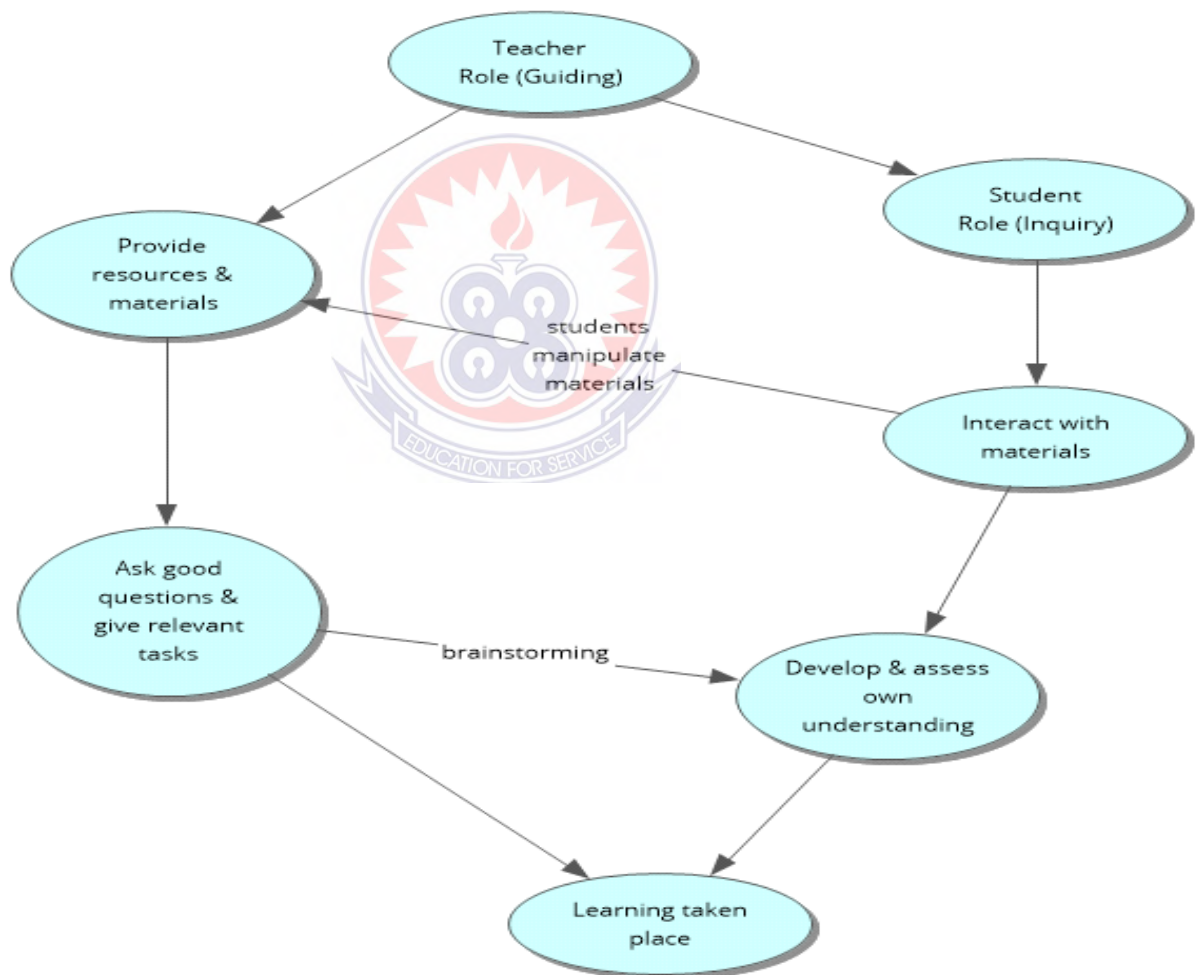 Teacher
Role (Guiding)
Student
Role (Inquiry)
Provide
resources &
materials
students
manipulate
materials
Interact with
materials
EDUCATION FOR SERVICE
Ask good
questions &
give relevant
tasks
brainstorming
Develop & assess
own
understanding
Learning taken
place